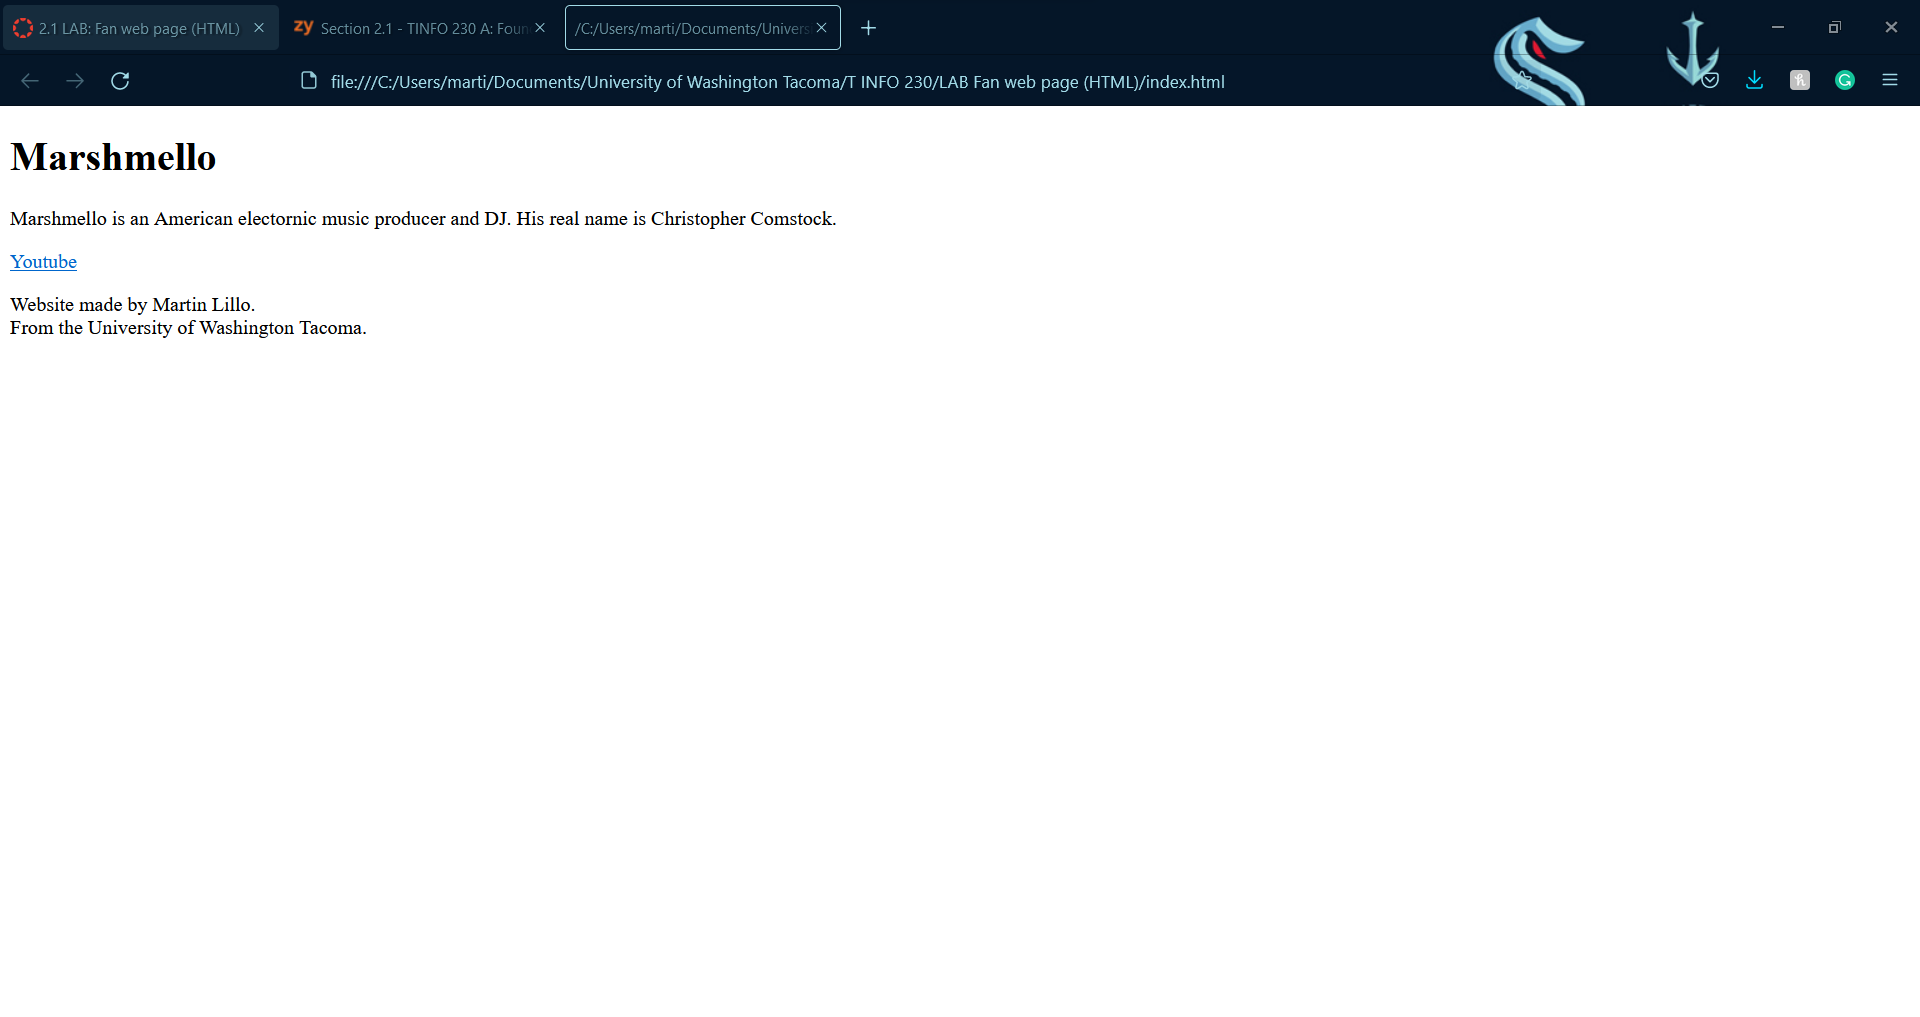 2.1 LAB: Fan web page (HTML)
zy Section 2.1 - TINFO 230 A: Foun
/C:/Users/marti/Documents/Univers
file:///C:/Users/marti/Documents/University of Washington Tacoma/T INFO 230/LAB Fan web page (HTML)/index.html
Marshmello
Marshmello is an American electornic music producer and DJ. His real name is Christopher Comstock.
Youtube
Website made by Martin Lillo.
From the University of Washington Tacoma.